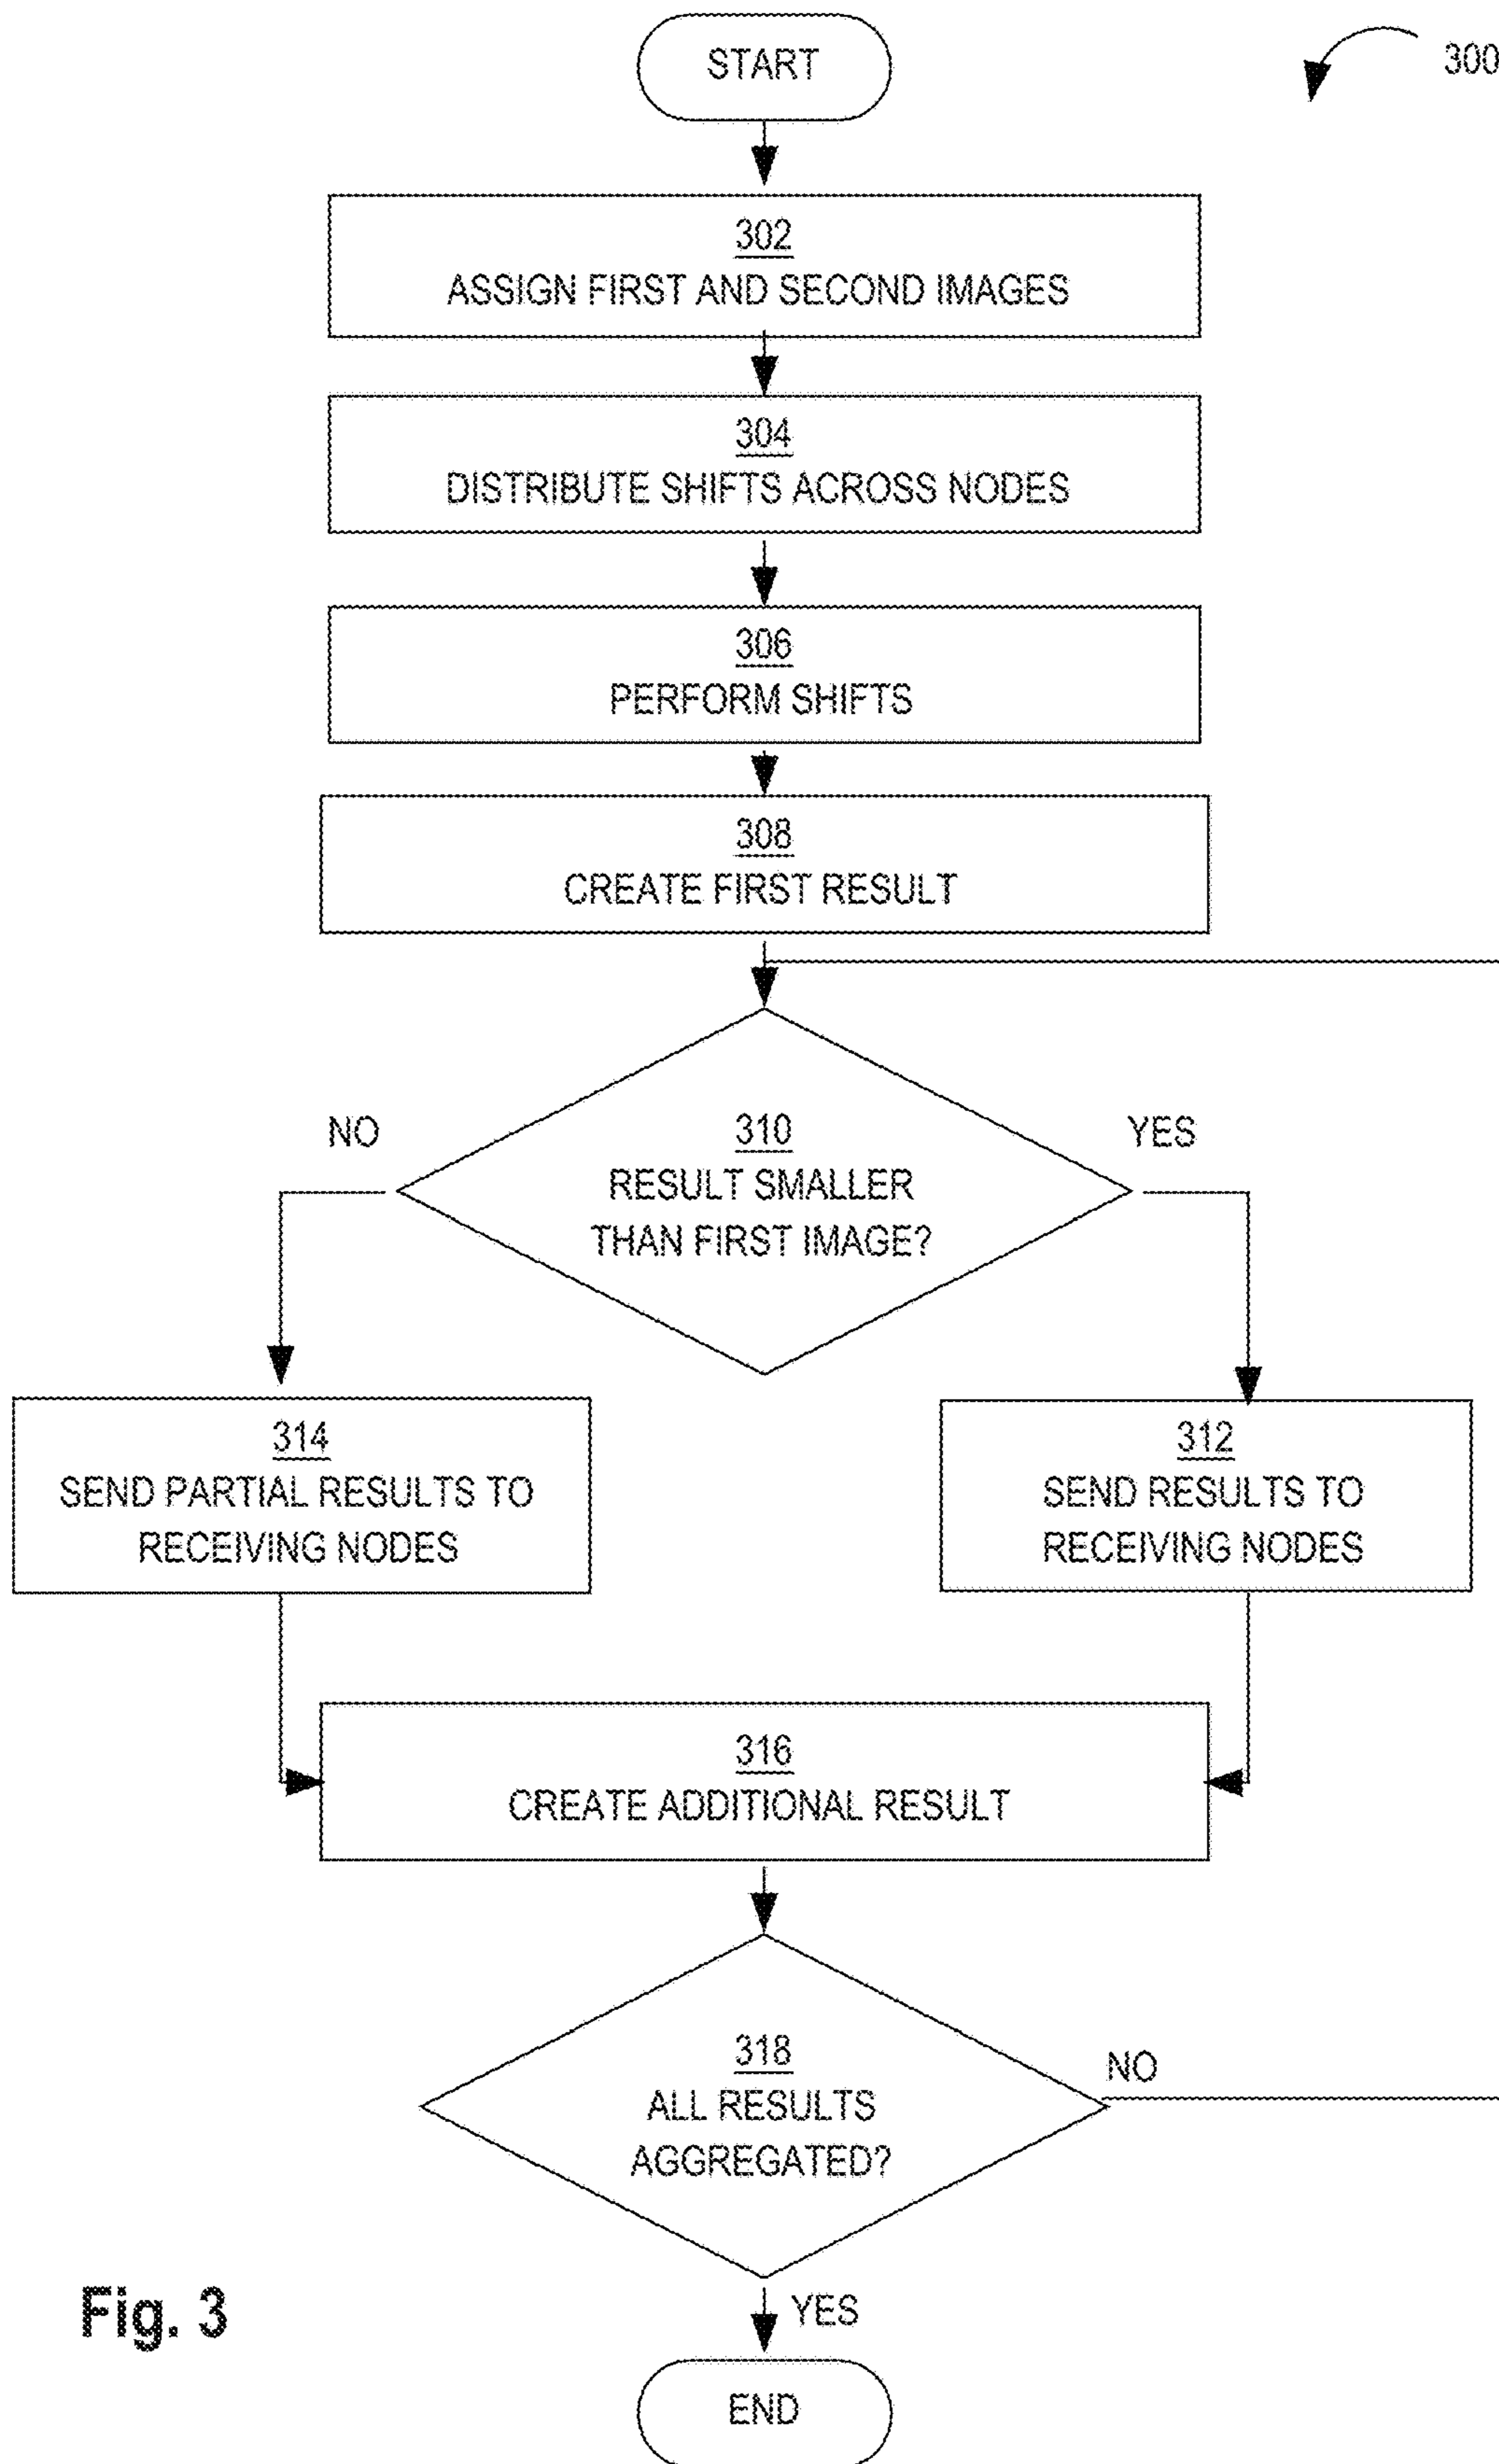 START
300
302
ASSIGN FIRST AND SECOND IMAGES
304
DISTRIBUTE SHIFTS ACROSS NODES
306
PERFORM SHIFTS
308
CREATE FIRST RESULT
NO
310
RESULT SMALLER
THAN FIRST IMAGE?
YES
314
SEND PARTIAL RESULTS TO
RECEIVING NODES
312
SEND RESULTS TO
RECEIVING NODES
316
CREATE ADDITIONAL RESULT
318
ALL RESULTS
AGGREGATED?
NO
YES
Fig. 3
END